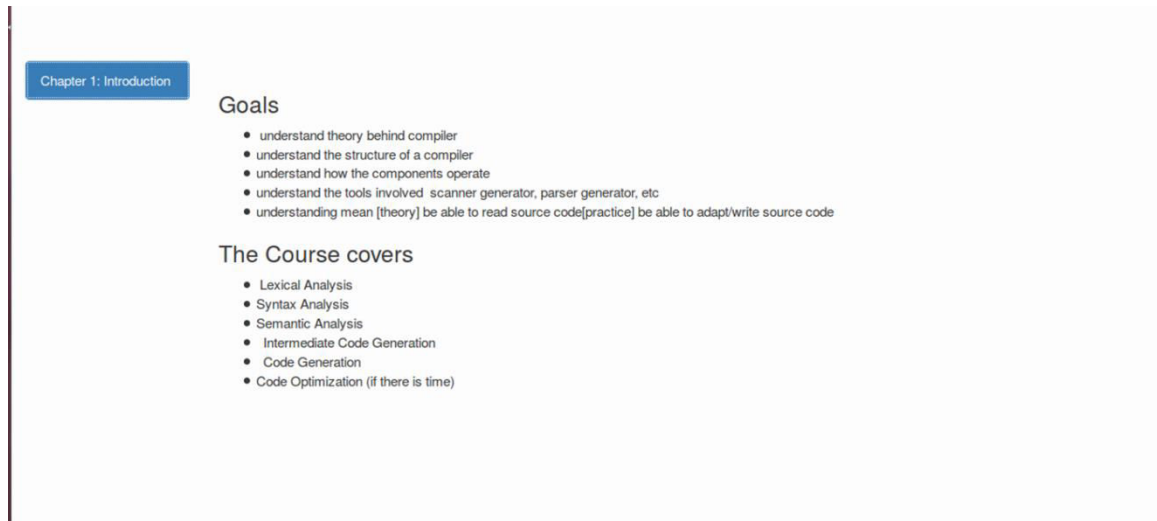 Chapter 1: Introduction
Goals
understand theory behind compiler
understand the structure of a compiler
understand how the components operate
understand the tools involved scanner generator, parser generator, etc
understanding mean [theory] be able to read source code[practice] be able to adapt/write source code
The Course covers
Lexical Analysis
Syntax Analysis
Semantic Analysis
Intermediate Code Generation
Code Generation
Code Optimization (if there is time)